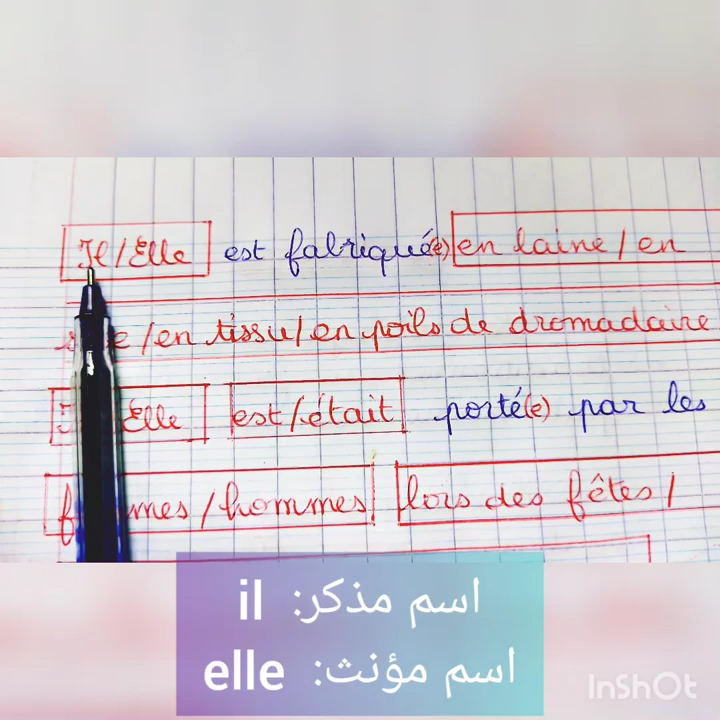 Il/Elle est fabriqué(e) en laine/en
/en tissu/en poils de dromadaire
Elle est/était porté(e) par les
/hommes lors des fêtes/
اسم مذكر: il
اسم مؤنث: elle
InShOt